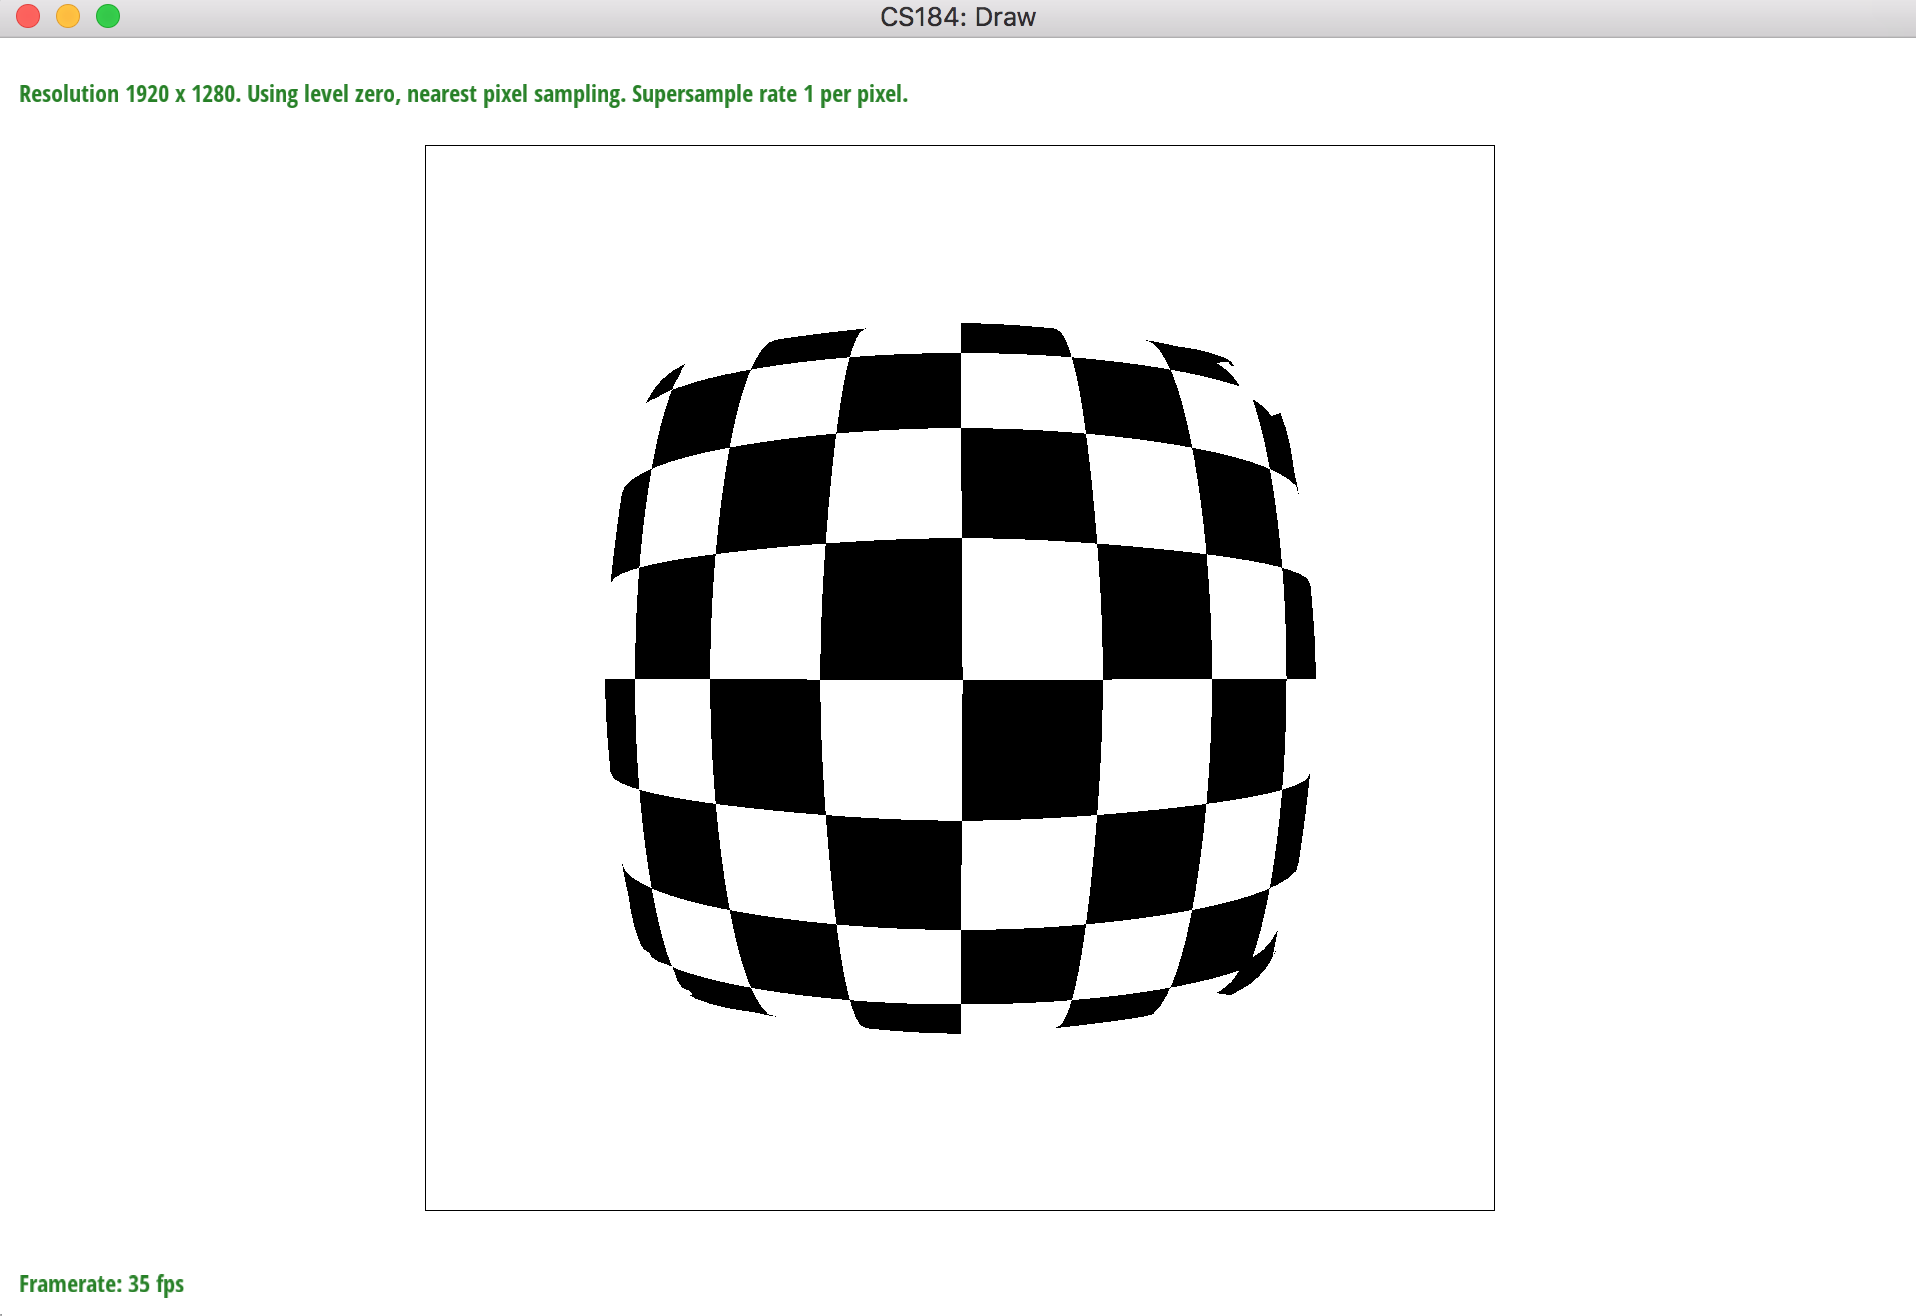 CS184: Draw
Resolution 1920 x 1280. Using level zero, nearest pixel sampling. Supersample rate 1 per pixel.
Framerate: 35 fps